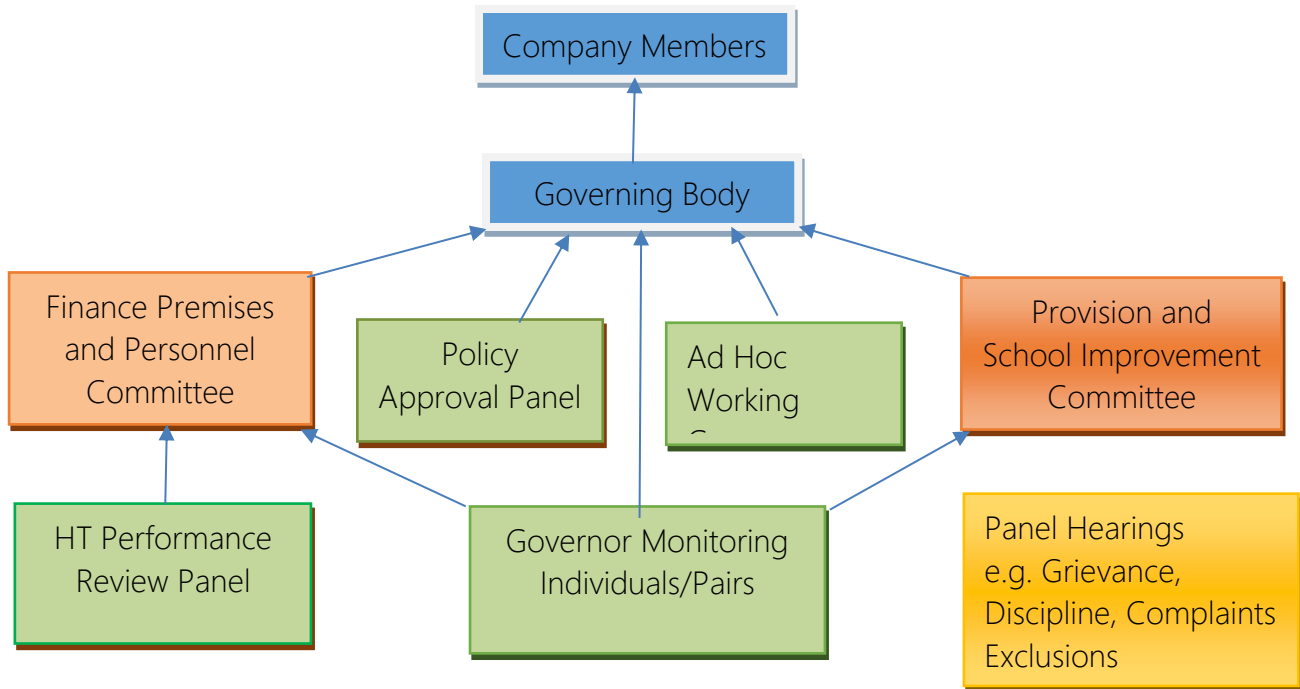 Company Members
Governing Body
Finance Premises
and Personnel
Committee
Policy
Approval Panel
Ad Hoc
Working
Provision and
School Improvement
Committee
HT Performance
Review Panel
Governor Monitoring
Individuals/Pairs
Panel Hearings
e.g. Grievance,
Discipline, Complaints
Exclusions